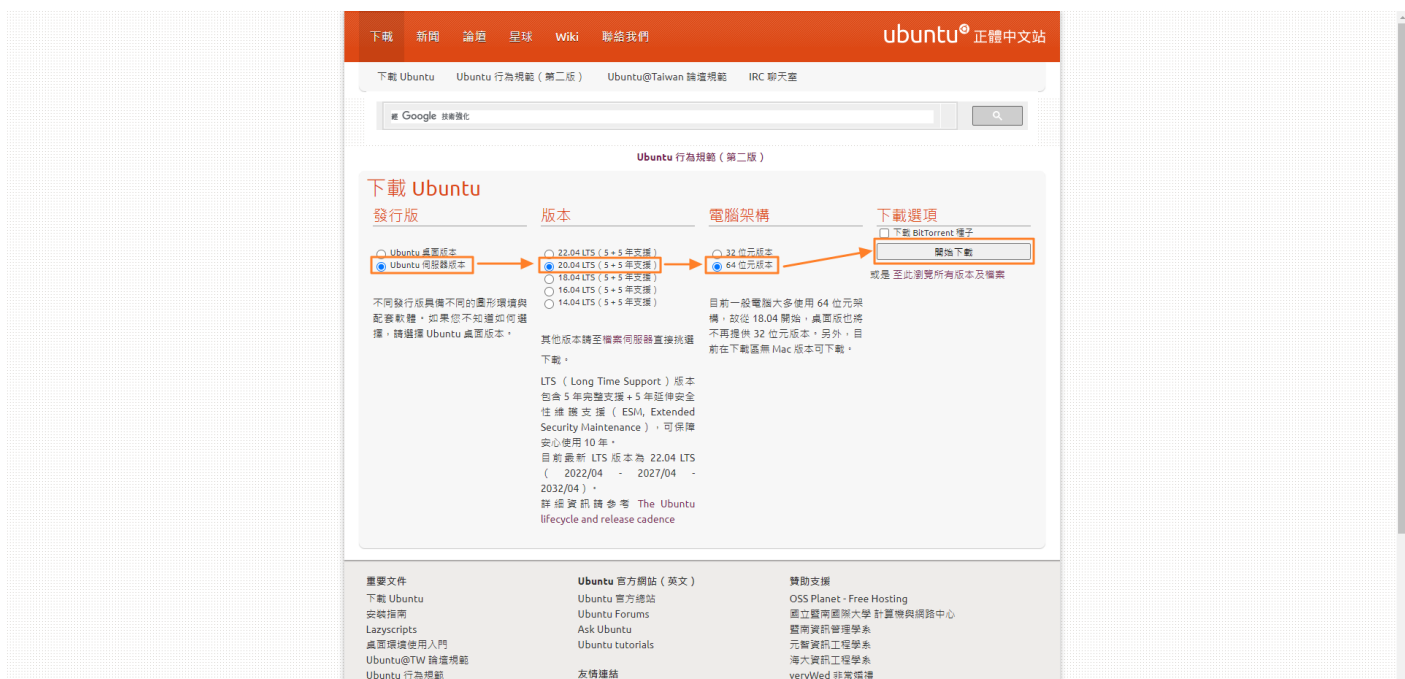 下載 新聞 論壇 星球 Wiki 聯絡我們
ubuntu® 正體中文站
下載 Ubuntu Ubuntu 行為規範（第二版） Ubuntu@Taiwan 論壇規範 IRC 聊天室
經 Google 技術強化
Ubuntu 行為規範（第二版）
下載 Ubuntu
發行版
Ubuntu 桌面版本
Ubuntu 伺服器版本
不同發行版具備不同的圖形環境與
配套軟體。如果您不知道如何選
擇，請選擇 Ubuntu 桌面版本。
版本
22.04 LTS（5 + 5 年支援）
20.04 LTS（5 + 5 年支援）
18.04 LTS（5 + 5 年支援）
16.04 LTS（5 + 5 年支援）
14.04 LTS（5 + 5 年支援）
其他版本請至檔案伺服器直接挑選
下載。
LTS （ Long Time Support ）版本
包含 5 年完整支援 + 5 年延伸安全
性維護支援（ ESM, Extended
Security Maintenance ），可保障
安心使用 10 年。
目前最新 LTS 版本為 22.04 LTS
（ 2022/04 - 2027/04 -
2032/04 ）。
詳細資訊請參考 The Ubuntu
lifecycle and release cadence
電腦架構
32 位元版本
64 位元版本
目前一般電腦大多使用 64 位元架
構，故從 18.04 開始，桌面版也將
不再提供 32 位元版本。另外，目
前在下載區無 Mac 版本可下載。
下載選項
下載 BitTorrent 種子
開始下載
或是 至此瀏覽所有版本及檔案
重要文件
下載 Ubuntu
安裝指南
Lazyscripts
桌面環境使用入門
Ubuntu@TW 論壇規範
Ubuntu 行為規範
Ubuntu 官方網站（英文）
Ubuntu 官方總站
Ubuntu Forums
Ask Ubuntu
Ubuntu tutorials
友情連結
贊助支援
OSS Planet - Free Hosting
國立暨南國際大學 計算機與網路中心
暨南資訊管理學系
元智資訊工程學系
海大資訊工程學系
veryWed 非常婚禮